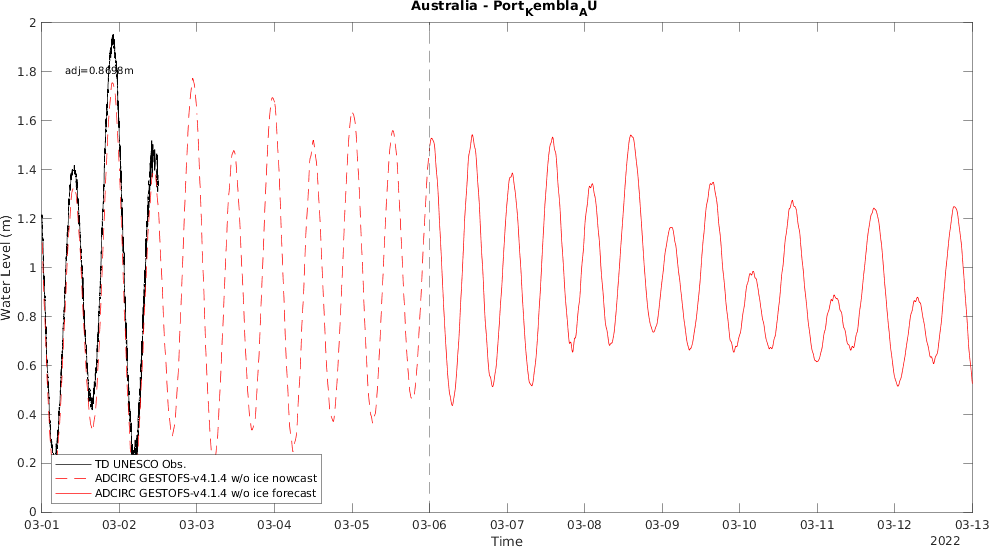 Australia - PortKemblaAU
2
1.8
1.6
1.4
1.2
1
0.8
0.6
0.4
0.2
0
Water Level (m)
adj=0.8698m
TD UNESCO Obs.
ADCIRC GESTOFS-v4.1.4 w/o ice nowcast
ADCIRC GESTOFS-v4.1.4 w/o ice forecast
03-01 03-02 03-03 03-04 03-05 03-06 03-07 03-08 03-09 03-10 03-11 03-12 03-13
Time
2022